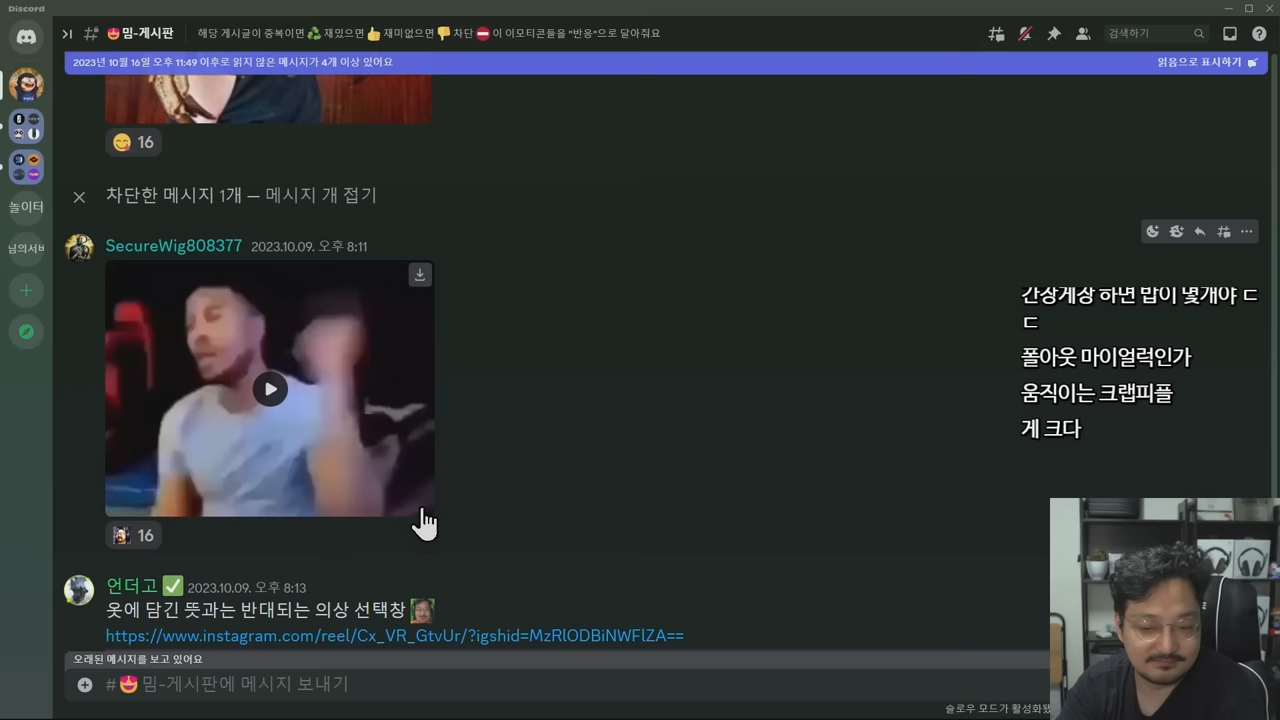 Discord
😍밈-게시판
해당 게시글이 중복이면♻️ 재밌으면👍 재미없으면👎 차단⛔ 이 이모티콘들을 "반응"으로 달아줘요
검색하기
2023년 10월 16일 오후 11:49 이후로 읽지 않은 메시지가 4개 이상 있어요
읽음으로 표시하기
16
차단한 메시지 1개 — 메시지 개 접기
놀이터
SecureWig808377 2023.10.09. 오후 8:11
님의서버
간장게장 하면 밥이 몇개야 ㄷ
ㄷ
폴아웃 마이얼럭인가
움직이는 크랩피플
게 크다
16
언더고✅ 2023.10.09. 오후 8:13
옷에 담긴 뜻과는 반대되는 의상 선택창
https://www.instagram.com/reel/Cx_VR_GtvUr/?igshid=MzRlODBiNWFlZA==
오래된 메시지를 보고 있어요
#😍밈-게시판에 메시지 보내기
슬로우 모드가 활성화됐